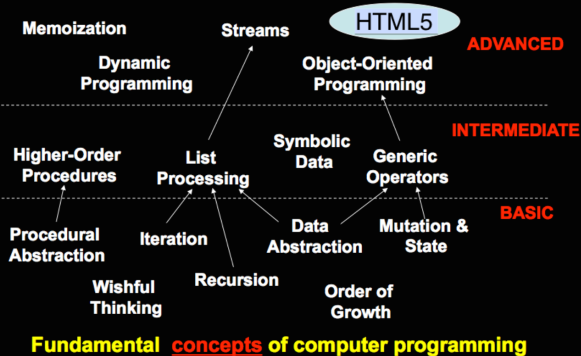 Memoization
Streams
HTML5
ADVANCED
Dynamic
Programming
Object-Oriented
Programming
INTERMEDIATE
Higher-Order
Procedures
List
Processing
Symbolic
Data
Generic
Operators
BASIC
Procedural
Abstraction
Iteration
Data
Abstraction
Mutation &
State
Wishful
Thinking
Recursion
Order of
Growth
Fundamental concepts of computer programming